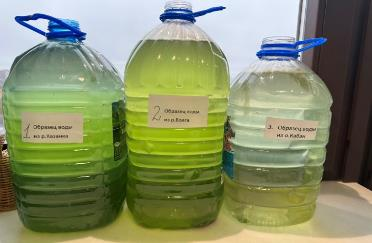 1 Образец воды
из р.Казанка
2 Образец воды
из р.Волга
3. Образец воды
из о.Кабан